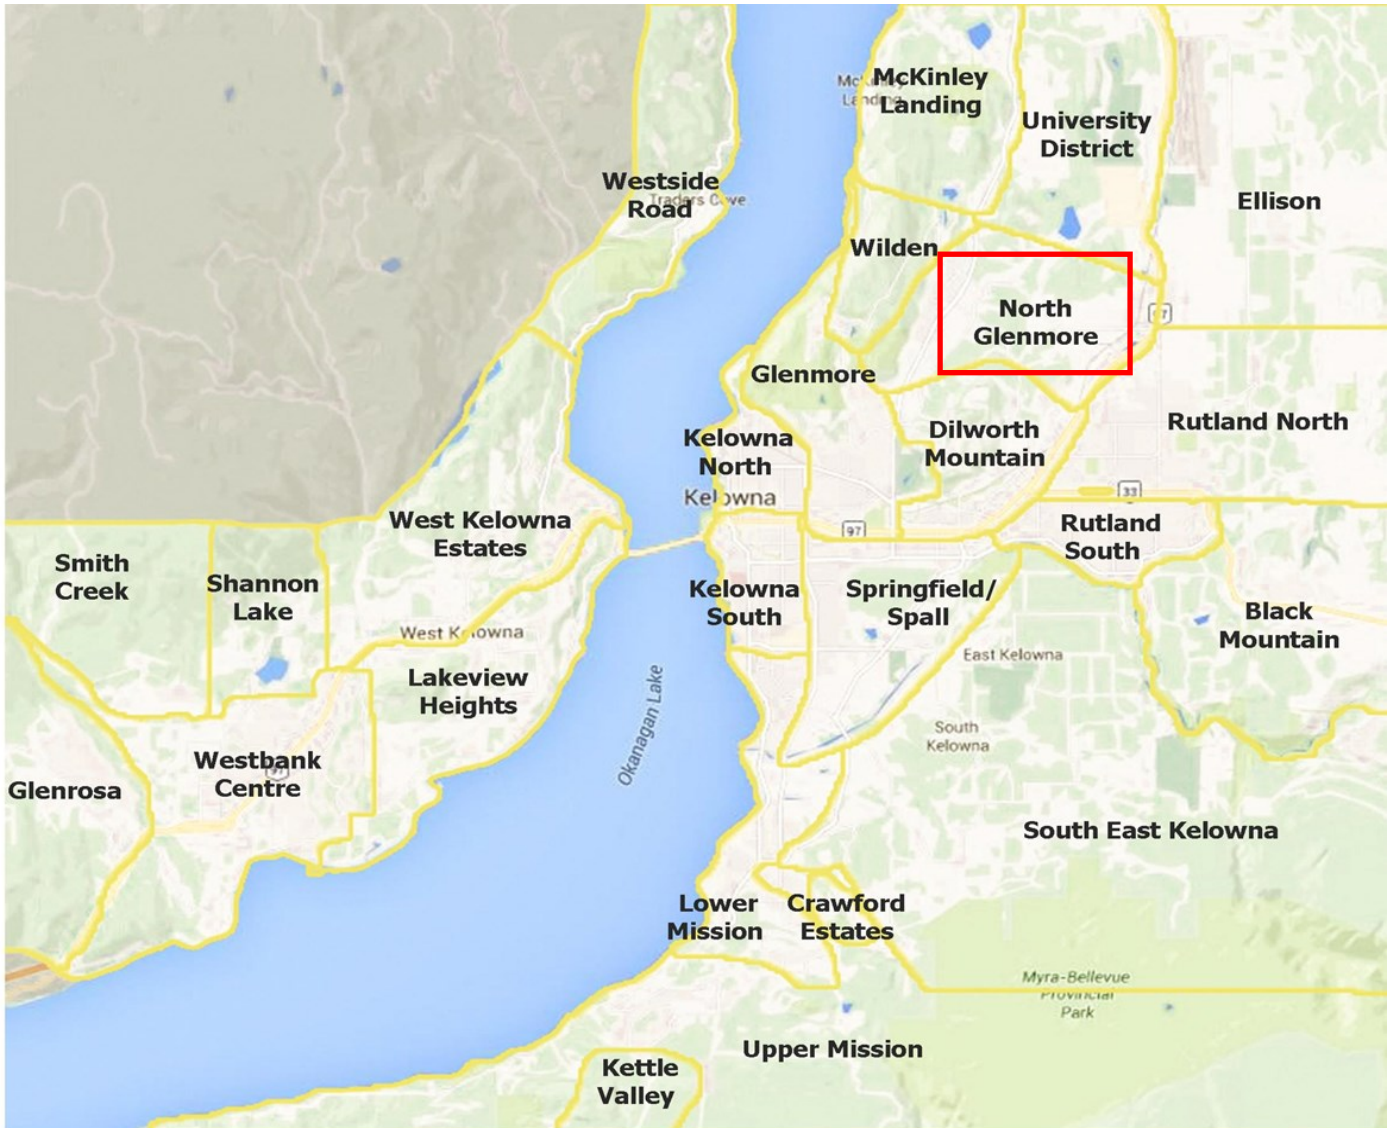 McKinley
Landing
McKinley
Landing
University
District
Westside
Road
Traders Cove
Ellison
Wilden
North
Glenmore
97
Glenmore
Rutland North
Dilworth
Mountain
Kelowna
North
Kelowna
33
97
West Kelowna
Estates
Rutland
South
Smith
Creek
Shannon
Lake
Kelowna
South
Springfield/
Spall
Black
Mountain
West Kelowna
East Kelowna
Lakeview
Heights
Okanagan Lake
South
Kelowna
Westbank
Centre
97
Glenrosa
South East Kelowna
Lower
Mission
Crawford
Estates
Myra-Bellevue
Provincial
Park
Upper Mission
Kettle
Valley